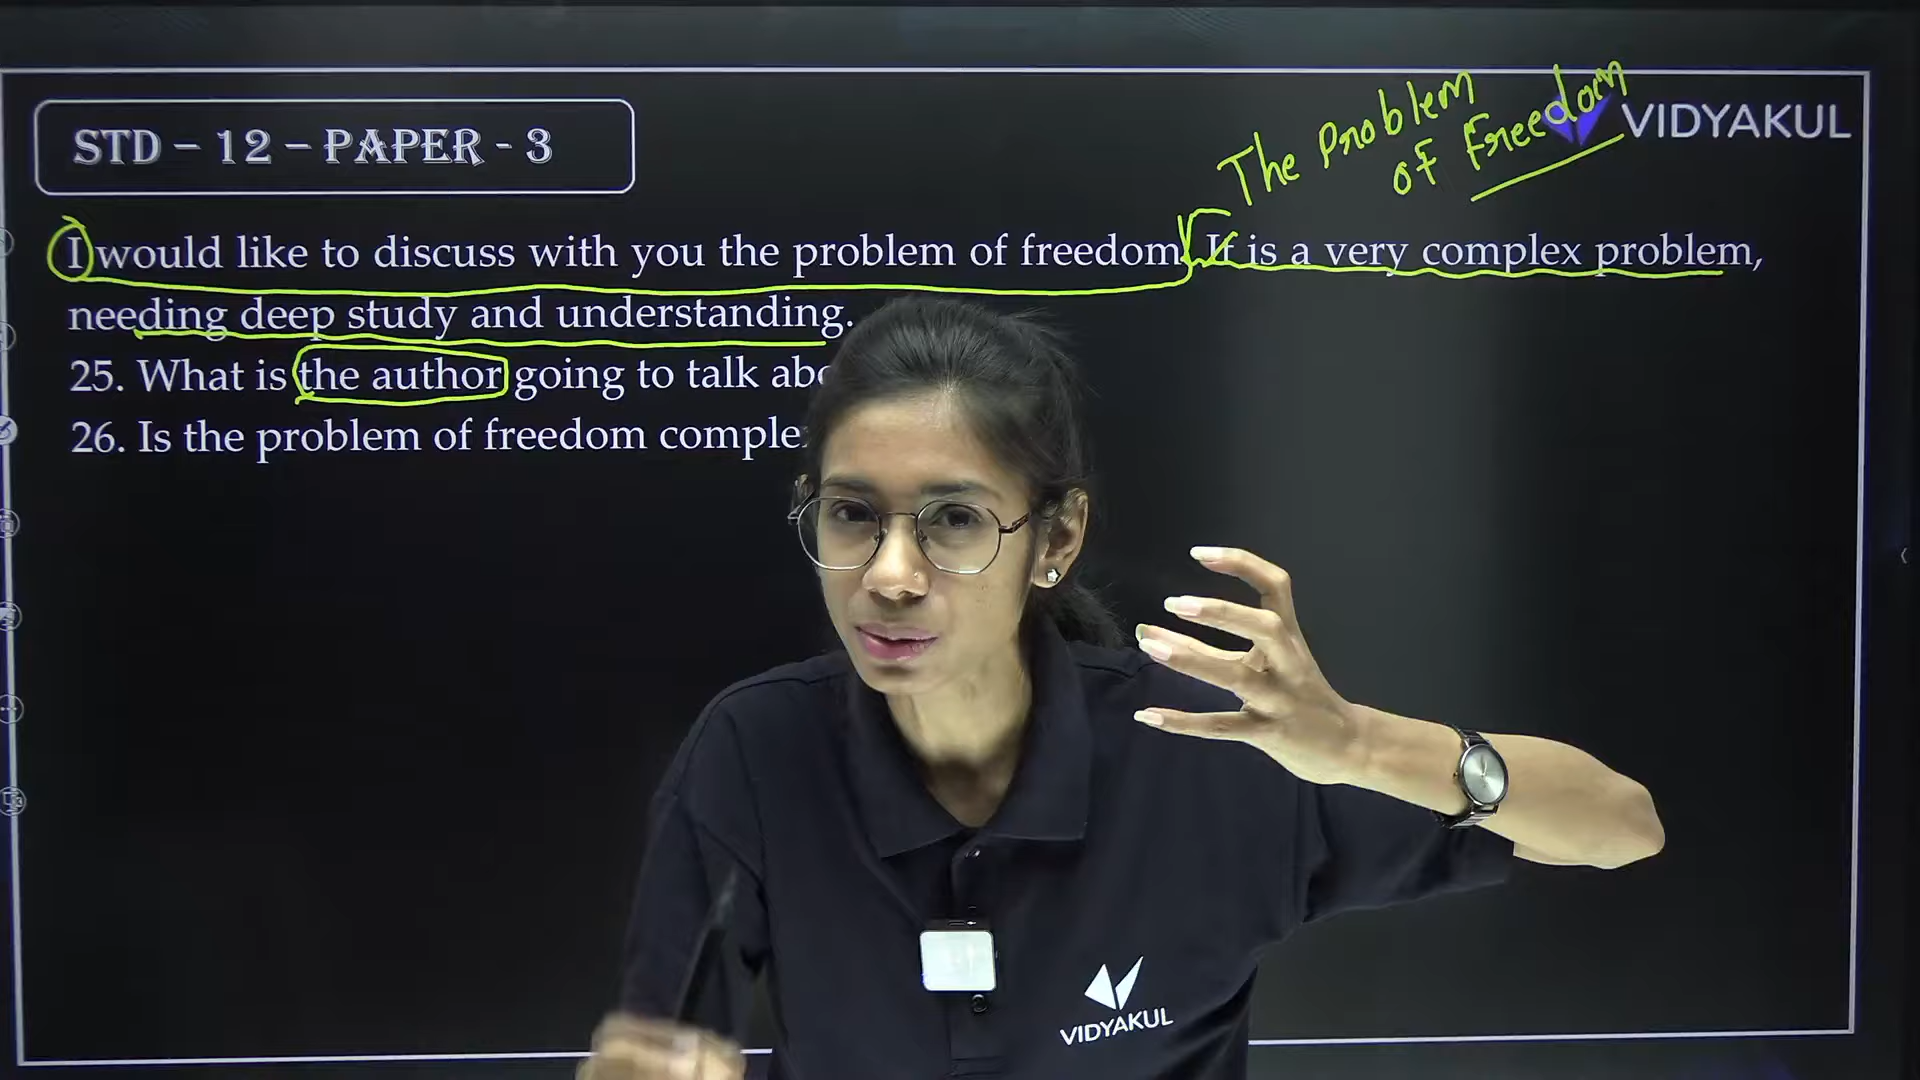 STD – 12 – PAPER - 3
The Problem
of Freedom
VIDYAKUL
I would like to discuss with you the problem of freedom. It is a very complex problem,
needing deep study and understanding.
25. What is the author going to talk
26. Is the problem of freedom
VIDYAKUL